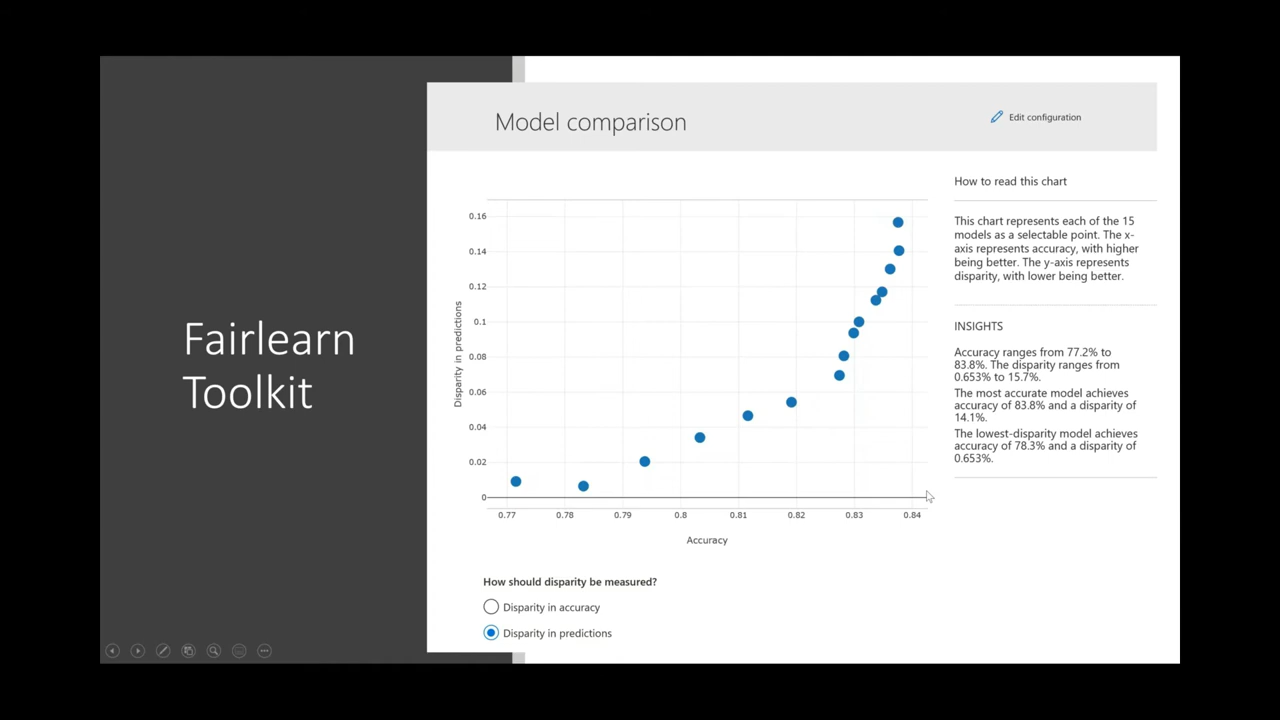 Fairlearn
Toolkit
Model comparison
Edit configuration
0.16
0.14
0.12
0.1
0.08
0.06
0.04
0.02
0
Disparity in predictions
0.77
0.78
0.79
0.8
0.81
0.82
0.83
0.84
Accuracy
How to read this chart
This chart represents each of the 15
models as a selectable point. The x-
axis represents accuracy, with higher
being better. The y-axis represents
disparity, with lower being better.
INSIGHTS
Accuracy ranges from 77.2% to
83.8%. The disparity ranges from
0.653% to 15.7%.
The most accurate model achieves
accuracy of 83.8% and a disparity of
14.1%.
The lowest-disparity model achieves
accuracy of 78.3% and a disparity of
0.653%.
How should disparity be measured?
Disparity in accuracy
Disparity in predictions